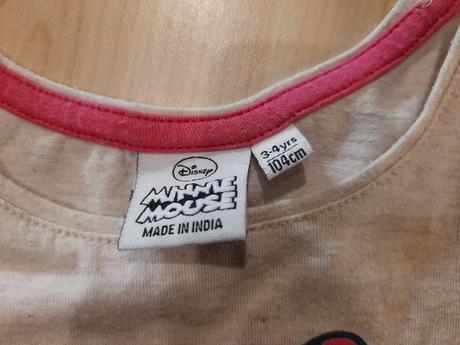 Disney
MINNIE
MOUSE
MADE IN INDIA
3-4yrs
104cm